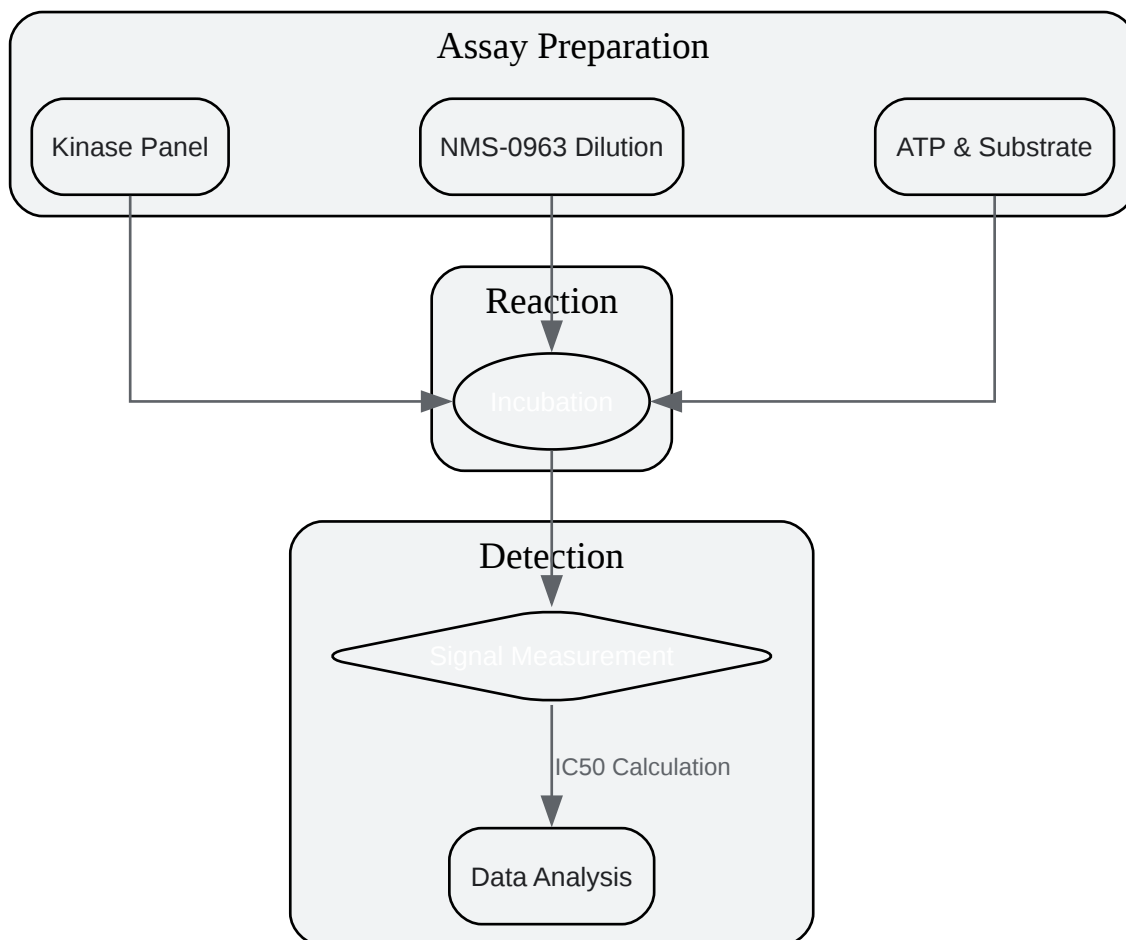 Assay Preparation
Kinase Panel
NMS-0963 Dilution
ATP & Substrate
Reaction
Incubation
Detection
Signal Measurement
IC50 Calculation
Data Analysis